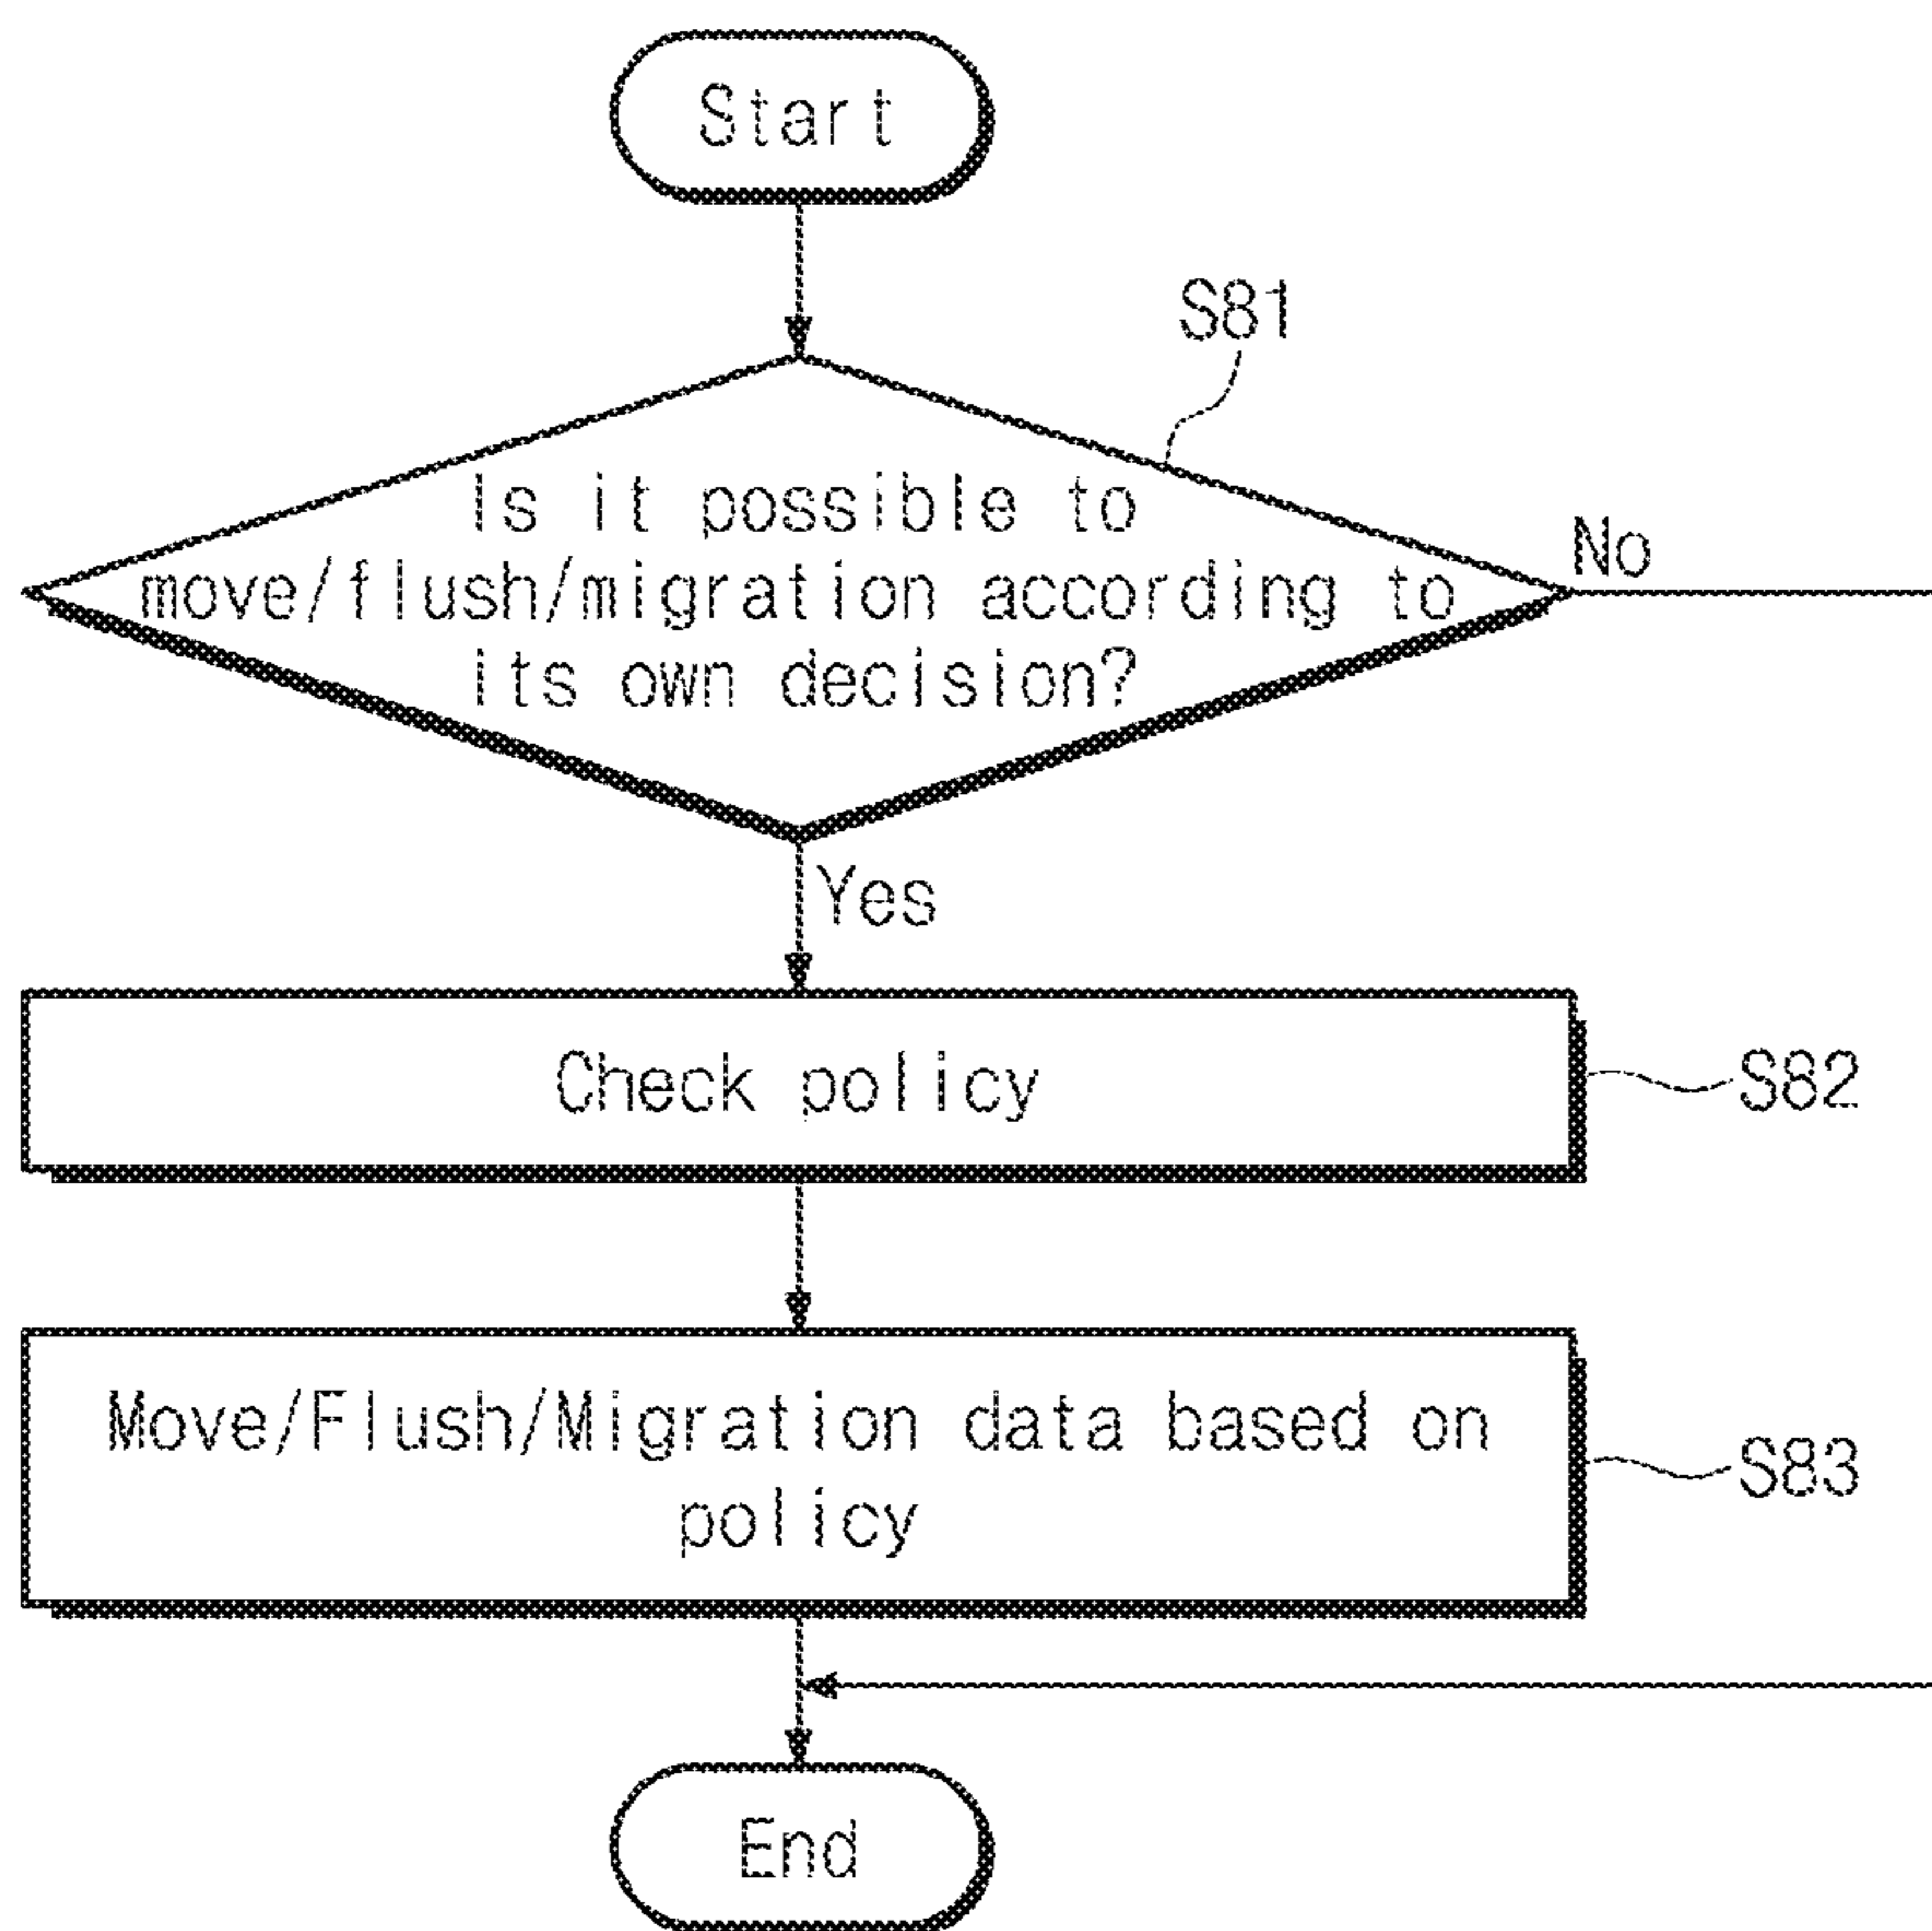 Start
S81
Is it possible to
move/flush/migration according to
its own decision?
No
Yes
Check policy
S82
Move/Flush/Migration data based on
policy
S83
End